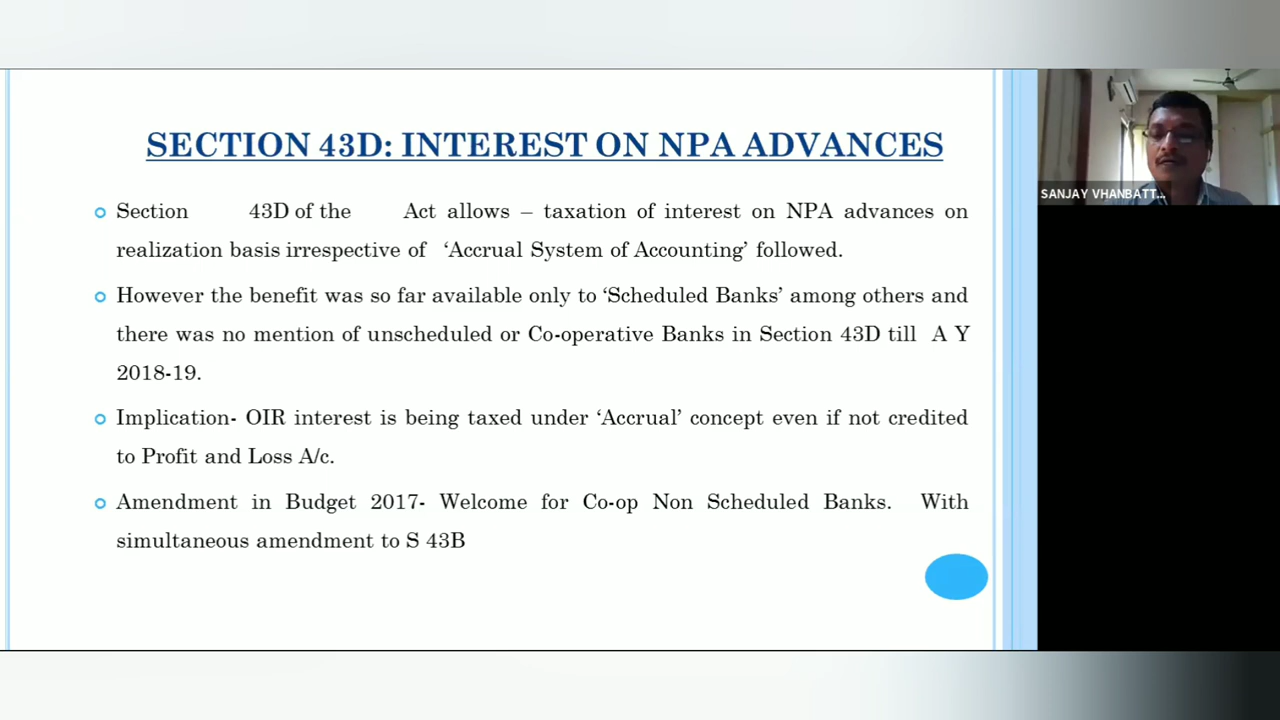 SECTION 43D: INTEREST ON NPA ADVANCES
Section 43D of the Act allows – taxation of interest on NPA advances on
realization basis irrespective of ‘Accrual System of Accounting’ followed.
However the benefit was so far available only to ‘Scheduled Banks’ among others and
there was no mention of unscheduled or Co-operative Banks in Section 43D till A Y
2018-19.
Implication- OIR interest is being taxed under ‘Accrual’ concept even if not credited
to Profit and Loss A/c.
Amendment in Budget 2017- Welcome for Co-op Non Scheduled Banks. With
simultaneous amendment to S 43B
SANJAY VHANBATT...